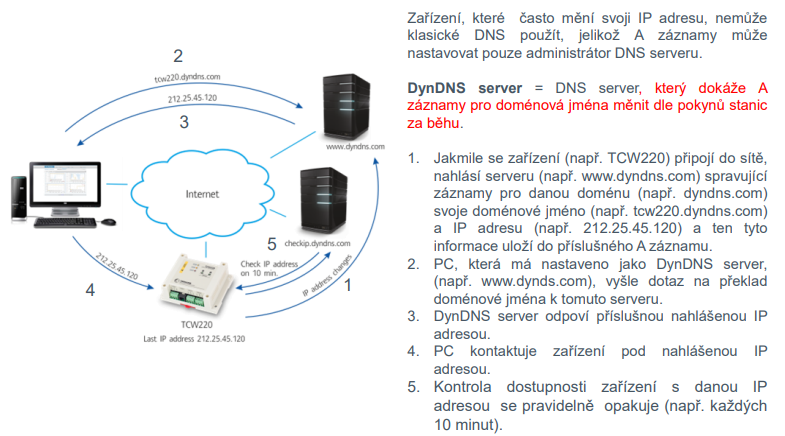 2
tcw220.dyndns.com
212.25.45.120
3
www.dyndns.com
Internet
5
checkip.dyndns.com
Check IP address
on 10 min.
212.25.45.120
4
IP address changes
1
TCW220
Last IP address 212.25.45.120
Zařízení, které často mění svoji IP adresu, nemůže
klasické DNS použít, jelikož A záznamy může
nastavovat pouze administrátor DNS serveru.
DynDNS server = DNS server, který dokáže A
záznamy pro doménová jména měnit dle pokynů stanic
za běhu.
1. Jakmile se zařízení (např. TCW220) připojí do sítě,
nahlásí serveru (např. www.dyndns.com) spravující
záznamy pro danou doménu (např. dyndns.com)
svoje doménové jméno (např. tcw220.dyndns.com)
a IP adresu (např. 212.25.45.120) a ten tyto
informace uloží do příslušného A záznamu.
2. PC, která má nastaveno jako DynDNS server,
(např. www.dynds.com), vyšle dotaz na překlad
doménové jména k tomuto serveru.
3. DynDNS server odpoví příslušnou nahlášenou IP
adresou.
4. PC kontaktuje zařízení pod nahlášenou IP
adresou.
5. Kontrola dostupnosti zařízení s danou IP
adresou se pravidelně opakuje (např. každých
10 minut).